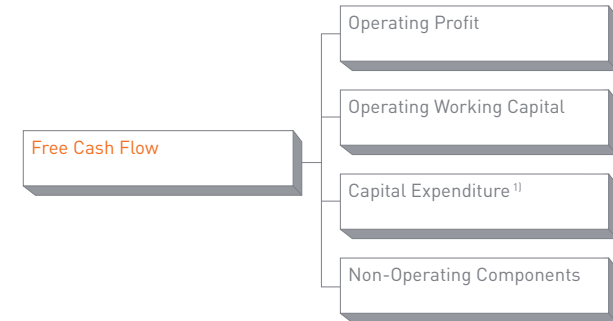 Operating Profit
Operating Working Capital
Free Cash Flow
Capital Expenditure 1)
Non-Operating Components